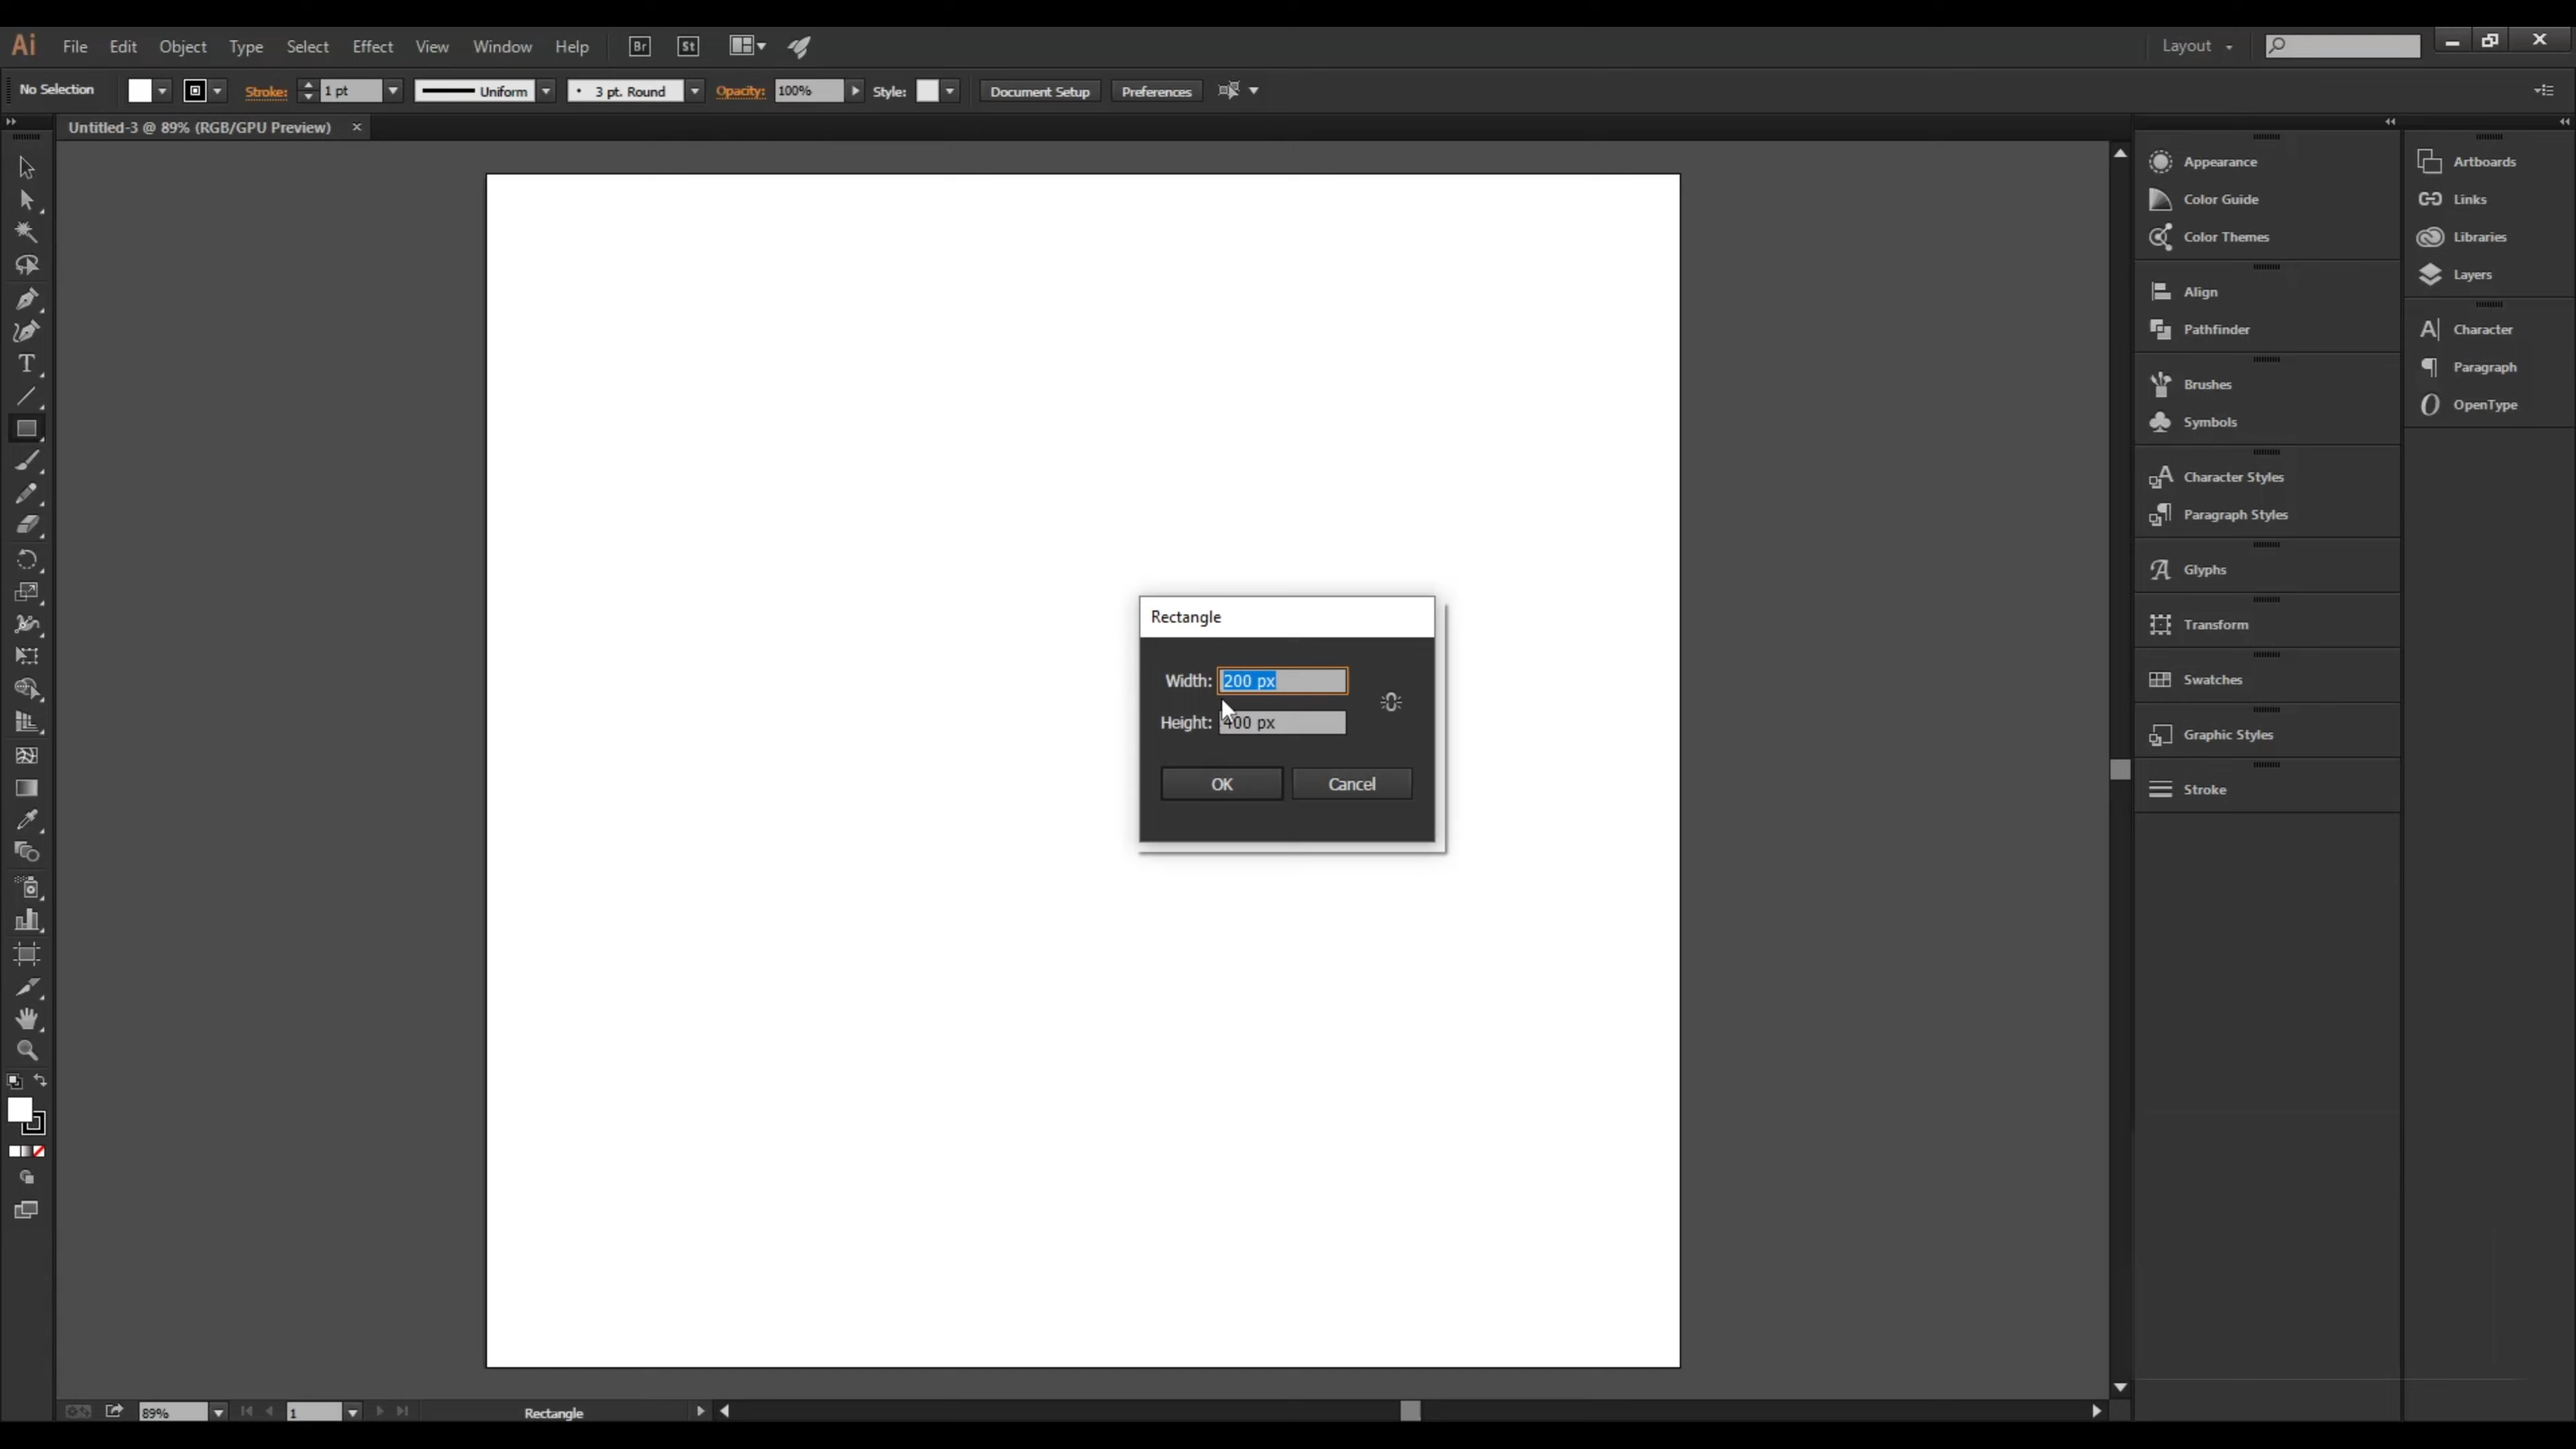 Ai File Edit Object Type Select Effect View Window Help Br St Layout
No Selection Stroke: 1 pt Uniform 3 pt. Round Opacity: 100% Style: Document Setup Preferences
Untitled-3 @ 89% (RGB/GPU Preview)
Appearance
Color Guide
Color Themes
Align
Pathfinder
Brushes
Symbols
Character Styles
Paragraph Styles
Glyphs
Transform
Swatches
Graphic Styles
Stroke
Artboards
Links
Libraries
Layers
Character
Paragraph
OpenType
Rectangle
Width: 200 px
Height: 400 px
OK Cancel
89% 1 Rectangle